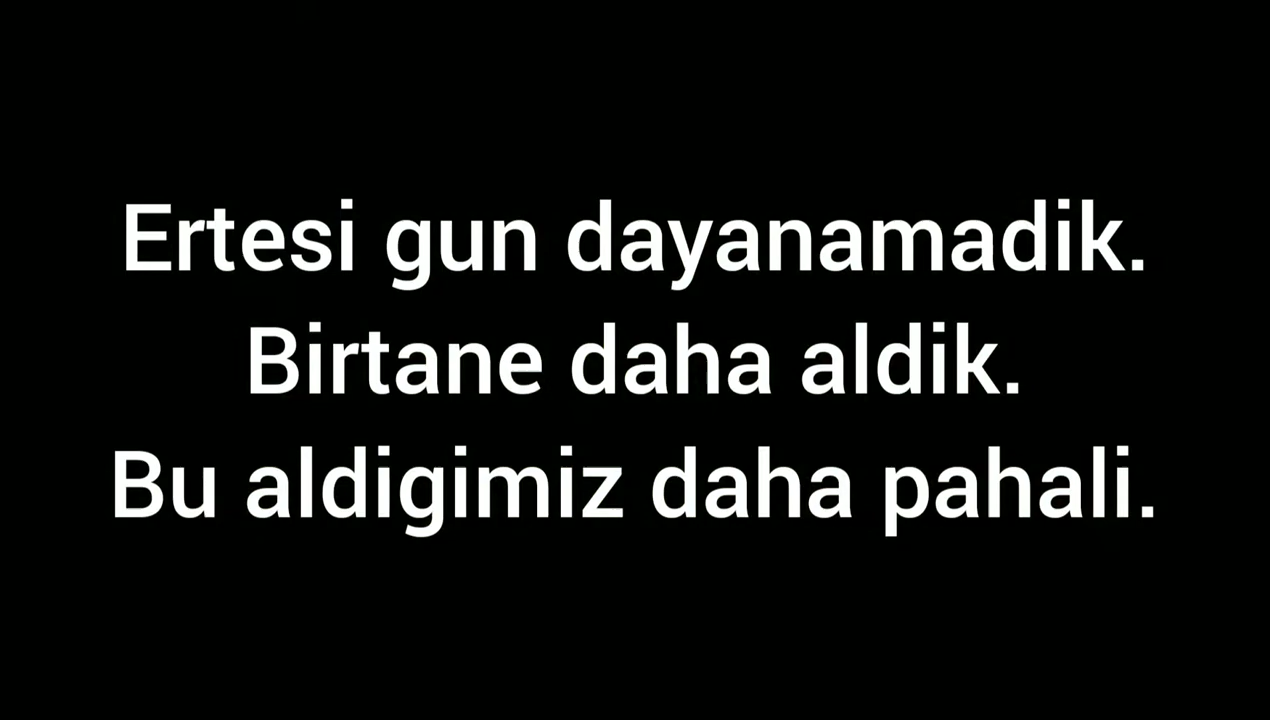 Ertesi gun dayanamadik.
Birtane daha aldik.
Bu aldigimiz daha pahali.